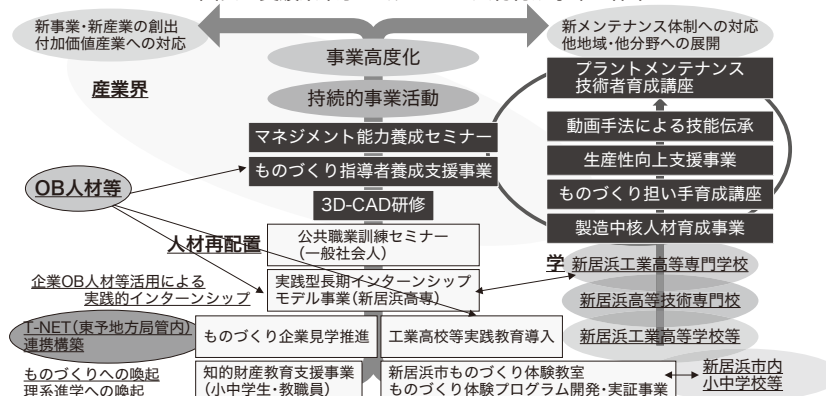 新事業・新産業の創出
付加価値産業への対応
新メンテナンス体制への対応
他地域・他分野への展開
事業高度化
産業界
持続的事業活動
プラントメンテナンス
技術者育成講座
マネジメント能力養成セミナー
動画手法による技能伝承
ものづくり指導者養成支援事業
生産性向上支援事業
OB人材等
3D-CAD研修
ものづくり担い手育成講座
人材再配置
公共職業訓練セミナー
(一般社会人)
製造中核人材育成事業
企業OB人材等活用による
実践的インターンシップ
実践型長期インターンシップ
モデル事業(新居浜高専)
学
新居浜工業高等専門学校
新居浜高等技術専門校
T-NET(東予地方局管内)
連携構築
ものづくり企業見学推進
工業高校等実践教育導入
新居浜工業高等学校等
ものづくりへの喚起
理系進学への喚起
知的財産教育支援事業
(小中学生・教職員)
新居浜市ものづくり体験教室
ものづくり体験プログラム開発・実証事業
新居浜市内
小中学校等